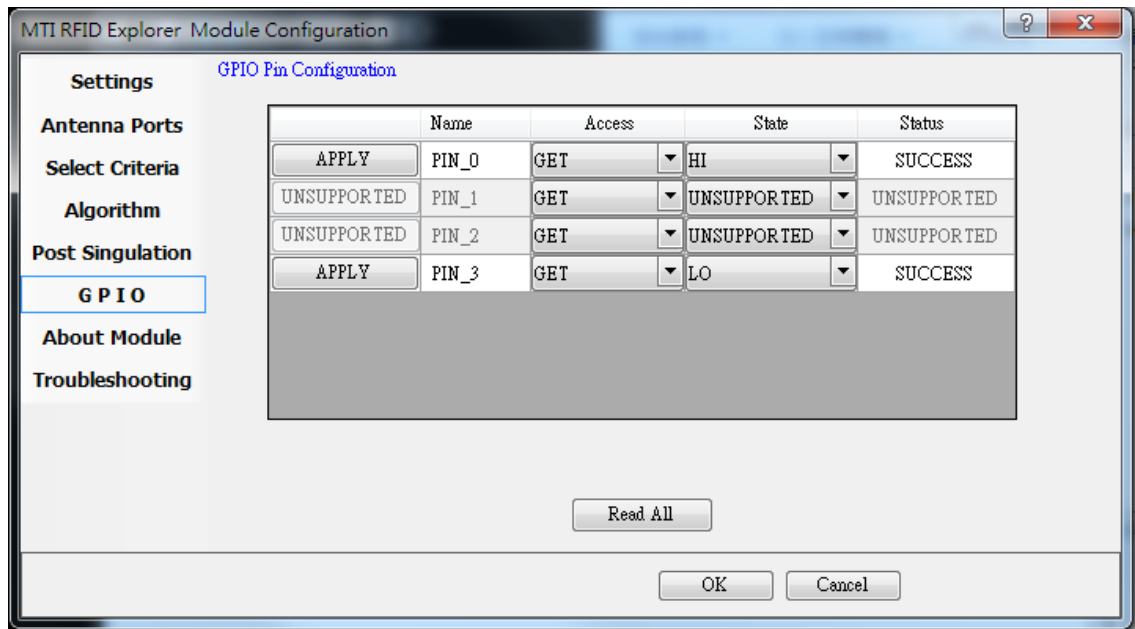 MTI RFID Explorer Module Configuration
? X
Settings
Antenna Ports
Select Criteria
Algorithm
Post Singulation
G P I O
About Module
Troubleshooting
GPIO Pin Configuration
Name Access State Status
APPLY PIN_0 GET HI SUCCESS
UNSUPPORTED PIN_1 GET UNSUPPORTED UNSUPPORTED
UNSUPPORTED PIN_2 GET UNSUPPORTED UNSUPPORTED
APPLY PIN_3 GET LO SUCCESS
Read All
OK Cancel